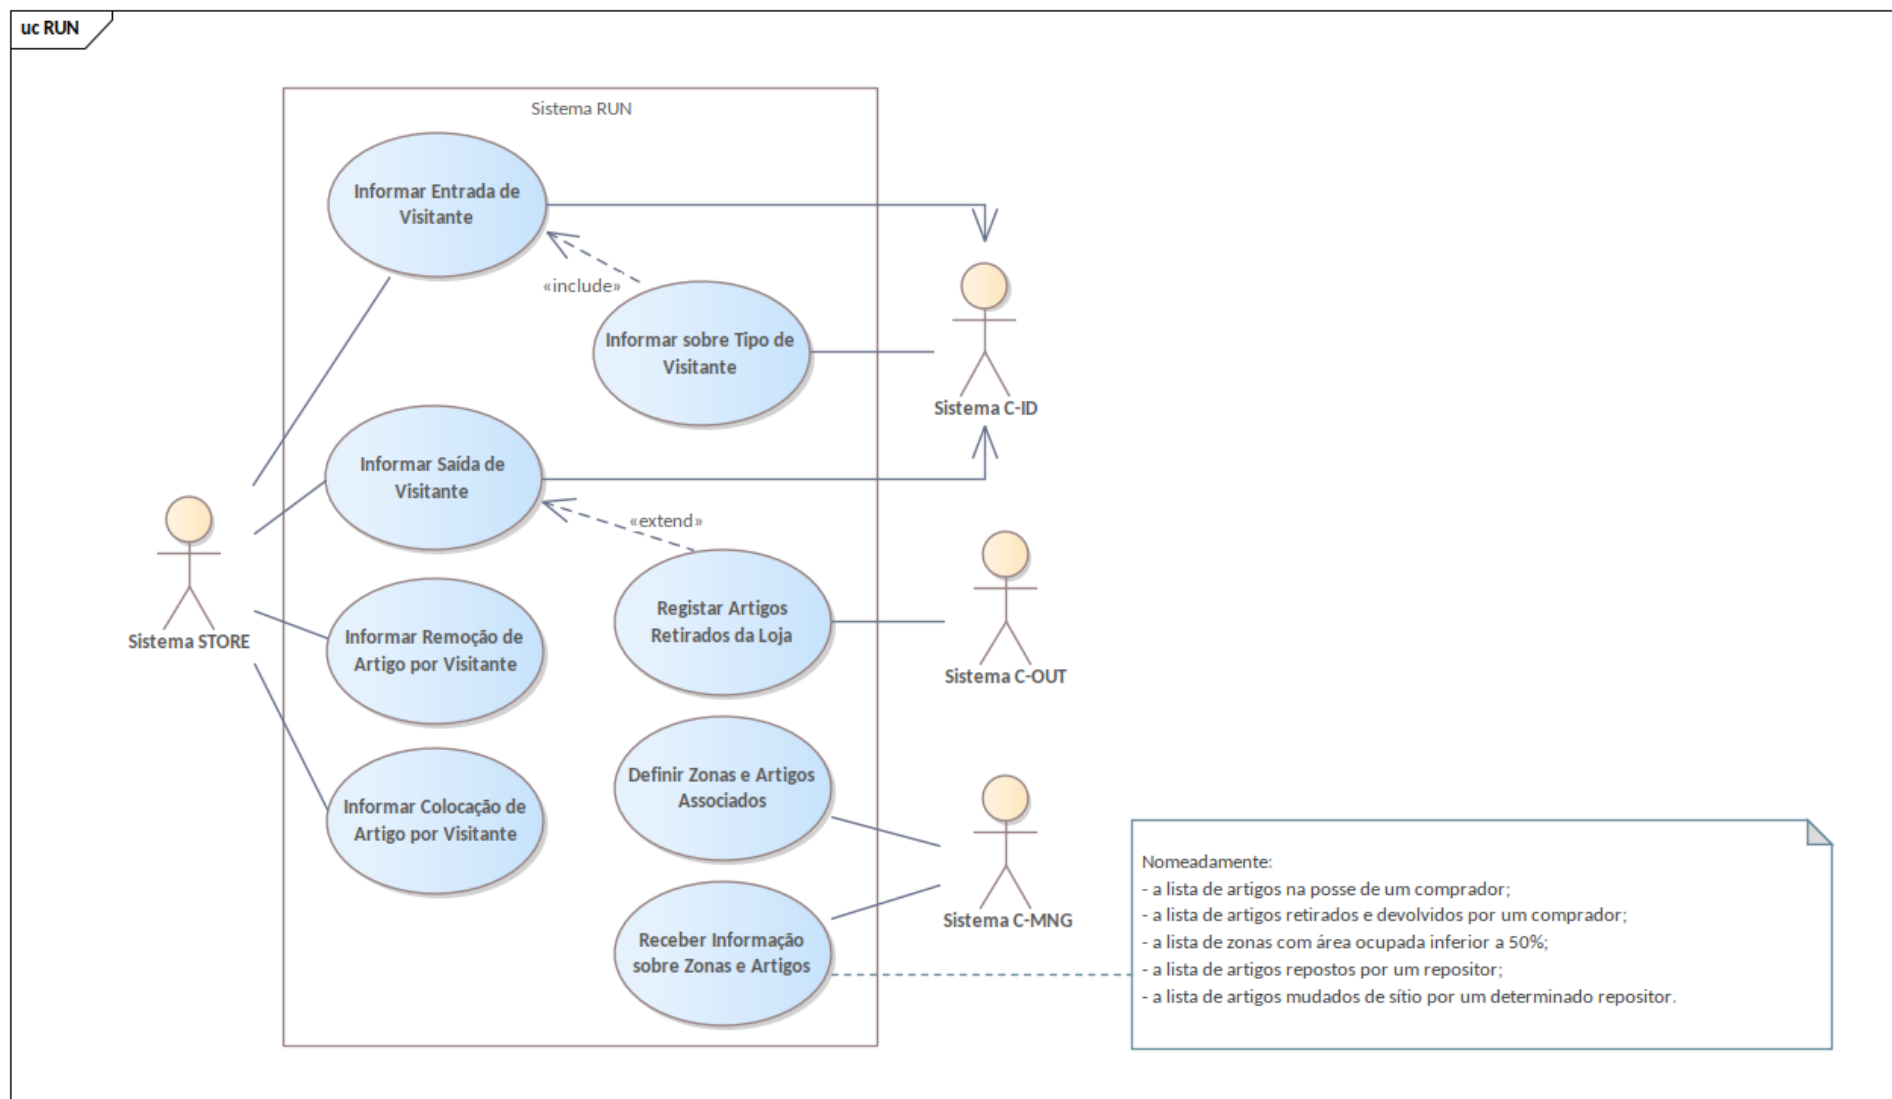 uc RUN
Sistema RUN
Informar Entrada de
Visitante
«include»
Informar sobre Tipo de
Visitante
Sistema C-ID
Informar Saída de
Visitante
«extend»
Sistema STORE
Registar Artigos
Retirados da Loja
Sistema C-OUT
Informar Remoção de
Artigo por Visitante
Definir Zonas e Artigos
Associados
Informar Colocação de
Artigo por Visitante
Sistema C-MNG
Receber Informação
sobre Zonas e Artigos
Nomeadamente:
- a lista de artigos na posse de um comprador;
- a lista de artigos retirados e devolvidos por um comprador;
- a lista de zonas com área ocupada inferior a 50%;
- a lista de artigos repostos por um repositor;
- a lista de artigos mudados de sítio por um determinado repositor.